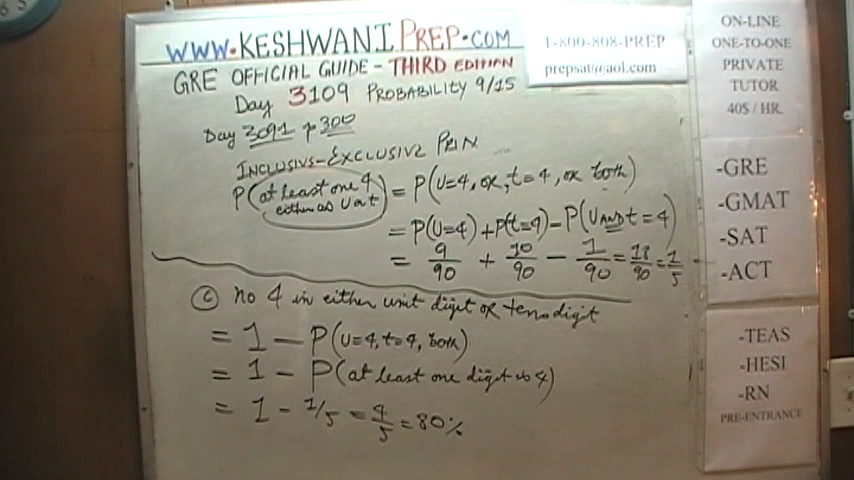 WWW.KESHWANIPREP.COM
GRE OFFICIAL GUIDE - THIRD EDITION
Day 3109 PROBABILITY 9/15
Day 3091 p 300
INCLUSIVE-EXCLUSIVE PRIN ...
P(at least one 4 either as U or t) = P(U=4, or, t=4, or both)
= P(U=4) + P(t=4) - P(U AND t = 4)
= 9/90 + 10/90 - 1/90 = 18/90 = 1/5
(C) no 4 in either unit digit or tens digit
= 1 - P(U=4, t=4, both)
= 1 - P(at least one digit is 4)
= 1 - 1/5 = 4/5 = 80%
1-800-808-PREP
prepsat@aol.com
ON-LINE
ONE-TO-ONE
PRIVATE
TUTOR
40$ / HR.
-GRE
-GMAT
-SAT
-ACT
-TEAS
-HESI
-RN
PRE-ENTRANCE
6 5